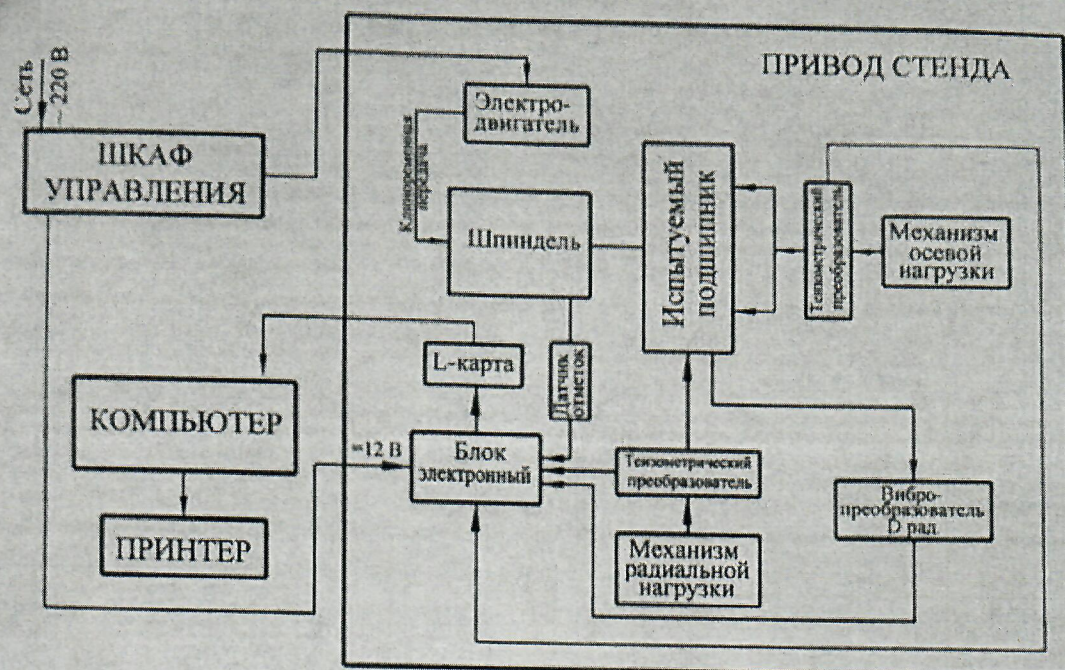 ПРИВОД СТЕНДА
Сеть
~220 В
ШКАФ
УПРАВЛЕНИЯ
Электро-
двигатель
Клиноременная
передача
Шпиндель
Испытуемый
подшипник
Тензометрический
преобразователь
Механизм
осевой
нагрузки
L-карта
Датчик
отметок
КОМПЬЮТЕР
=12 В
Блок
электронный
Тензометрический
преобразователь
Вибро-
преобразователь
D рад.
ПРИНТЕР
Механизм
радиальной
нагрузки